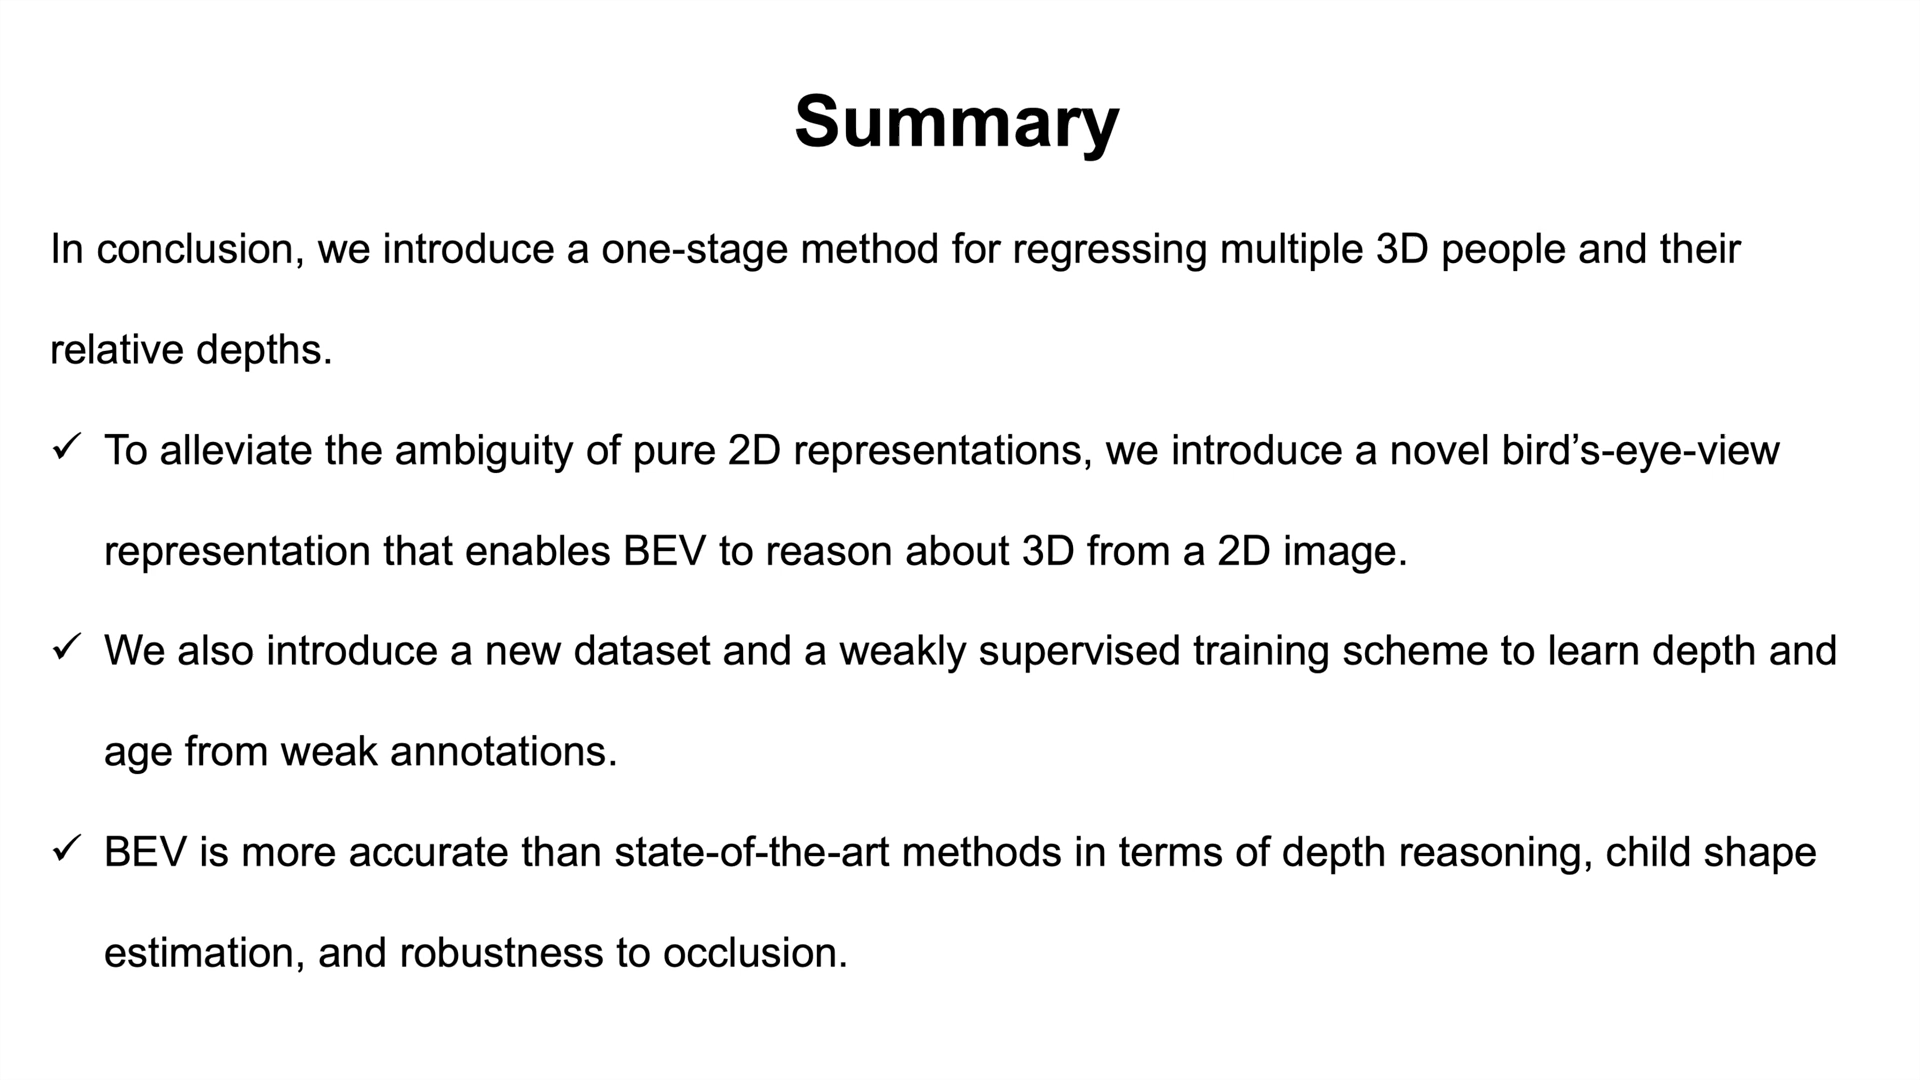 Summary
In conclusion, we introduce a one-stage method for regressing multiple 3D people and their
relative depths.
✓ To alleviate the ambiguity of pure 2D representations, we introduce a novel bird’s-eye-view
representation that enables BEV to reason about 3D from a 2D image.
✓ We also introduce a new dataset and a weakly supervised training scheme to learn depth and
age from weak annotations.
✓ BEV is more accurate than state-of-the-art methods in terms of depth reasoning, child shape
estimation, and robustness to occlusion.